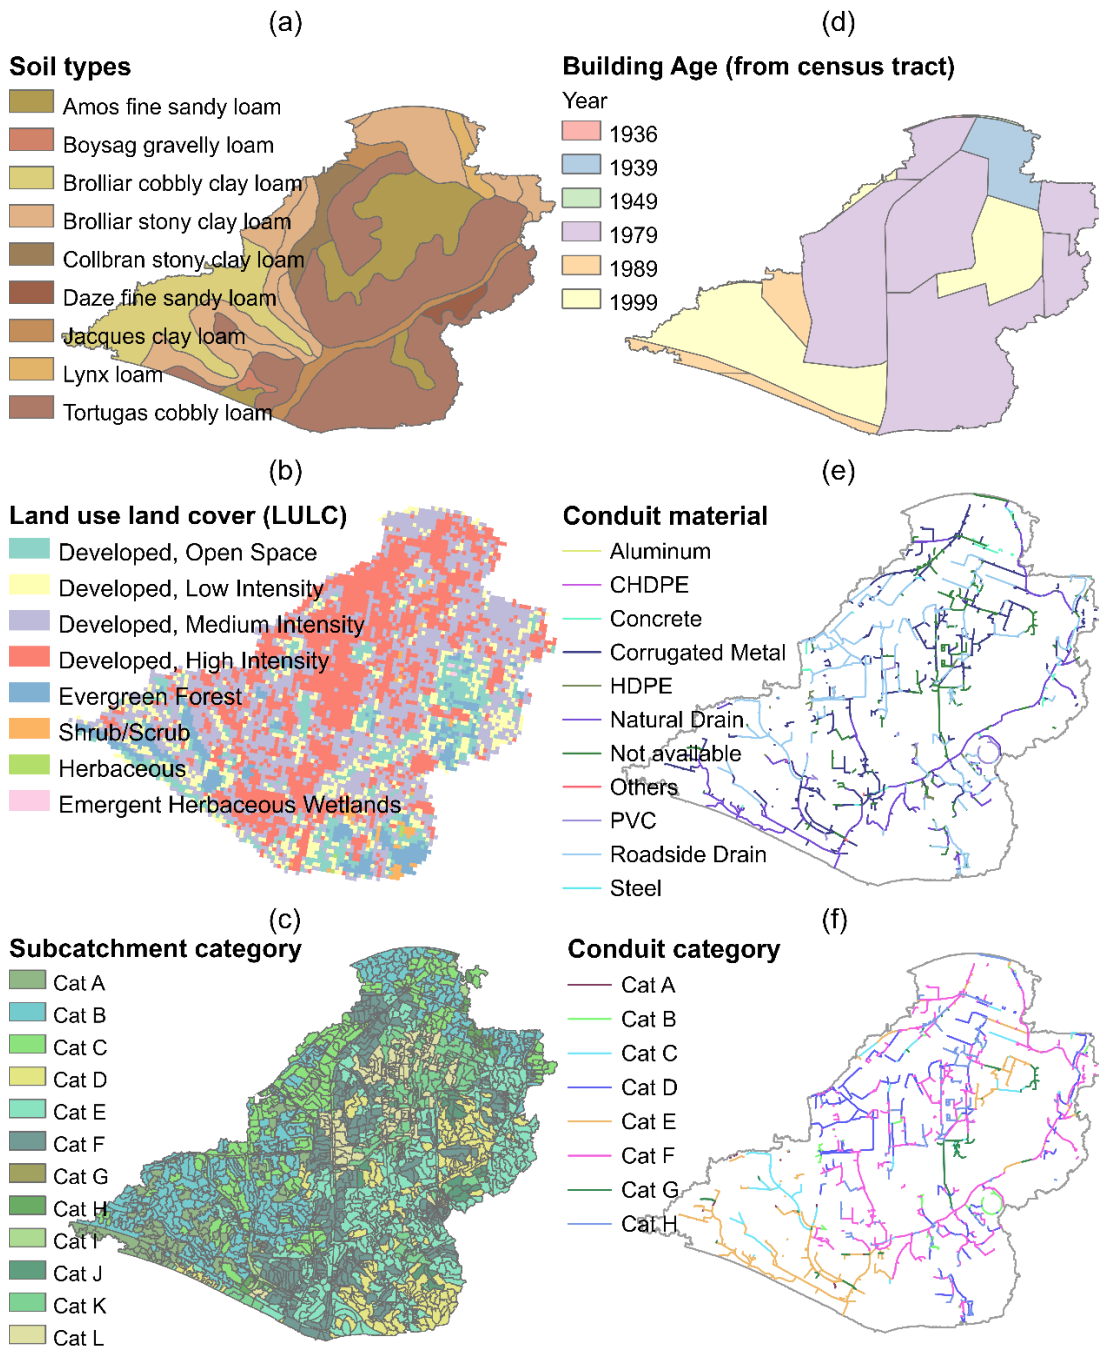 (a)
Soil types
Amos fine sandy loam
Boysag gravelly loam
Brolliar cobbly clay loam
Brolliar stony clay loam
Collbran stony clay loam
Daze fine sandy loam
Jacques clay loam
Lynx loam
Tortugas cobbly loam
(d)
Building Age (from census tract)
Year
1936
1939
1949
1979
1989
1999
(b)
Land use land cover (LULC)
Developed, Open Space
Developed, Low Intensity
Developed, Medium Intensity
Developed, High Intensity
Evergreen Forest
Shrub/Scrub
Herbaceous
Emergent Herbaceous Wetlands
(e)
Conduit material
Aluminum
CHDPE
Concrete
Corrugated Metal
HDPE
Natural Drain
Not available
Others
PVC
Roadside Drain
Steel
(c)
Subcatchment category
Cat A
Cat B
Cat C
Cat D
Cat E
Cat F
Cat G
Cat H
Cat I
Cat J
Cat K
Cat L
(f)
Conduit category
Cat A
Cat B
Cat C
Cat D
Cat E
Cat F
Cat G
Cat H